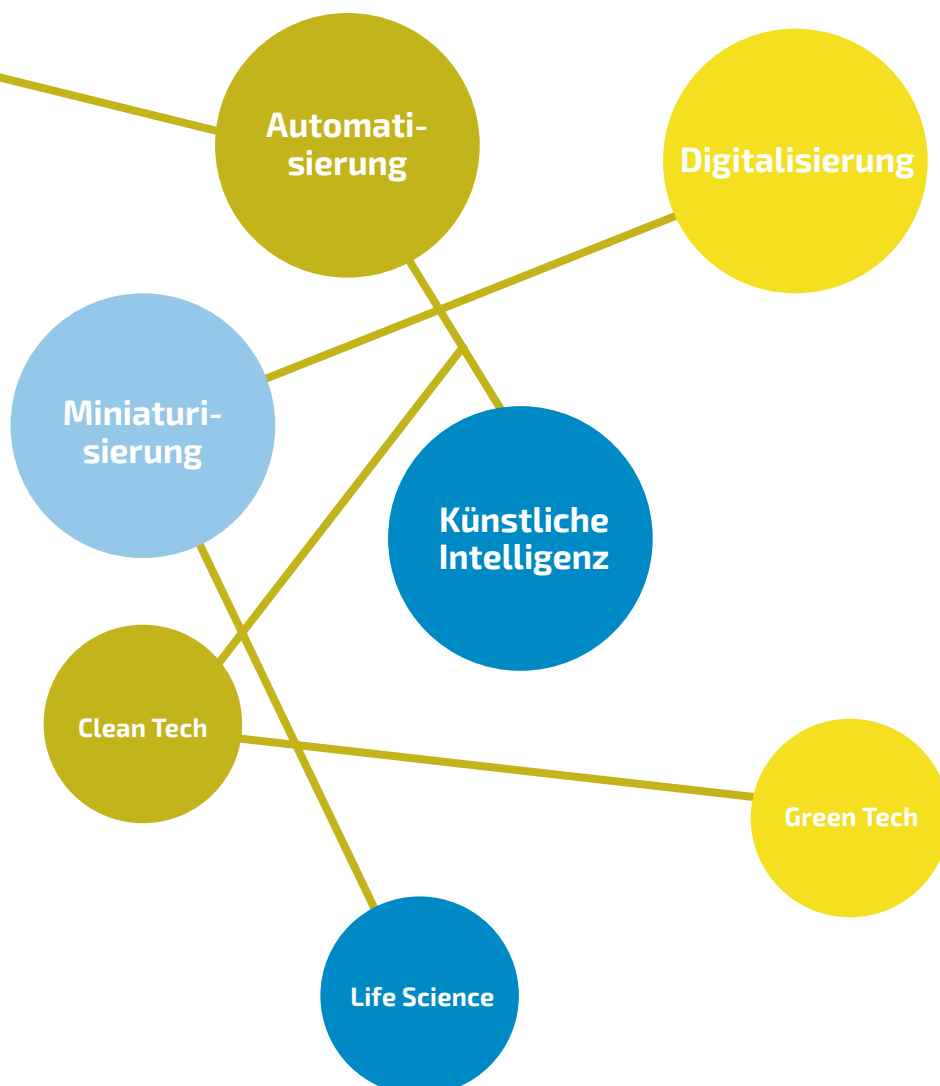 Automati-
sierung
Digitalisierung
Miniaturi-
sierung
Künstliche
Intelligenz
Clean Tech
Green Tech
Life Science